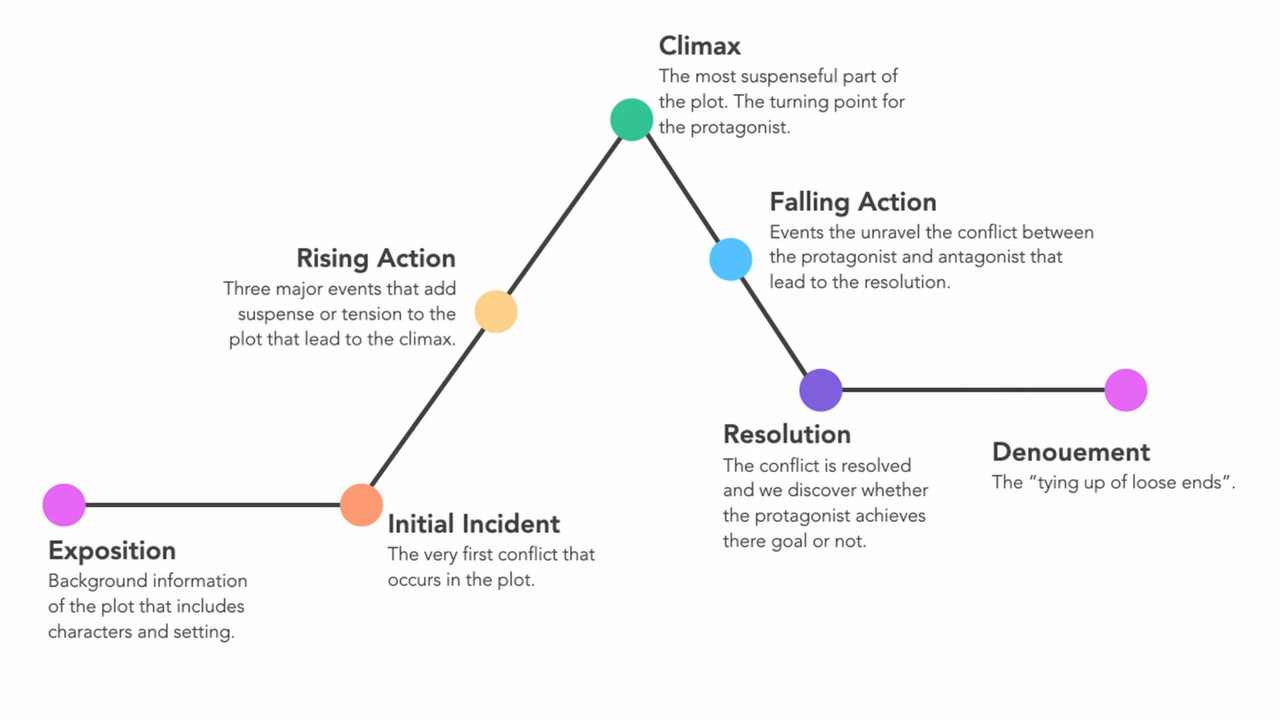 Climax
The most suspenseful part of
the plot. The turning point for
the protagonist.
Falling Action
Events the unravel the conflict between
the protagonist and antagonist that
lead to the resolution.
Rising Action
Three major events that add
suspense or tension to the
plot that lead to the climax.
Resolution
The conflict is resolved
and we discover whether
the protagonist achieves
there goal or not.
Denouement
The “tying up of loose ends”.
Initial Incident
The very first conflict that
occurs in the plot.
Exposition
Background information
of the plot that includes
characters and setting.